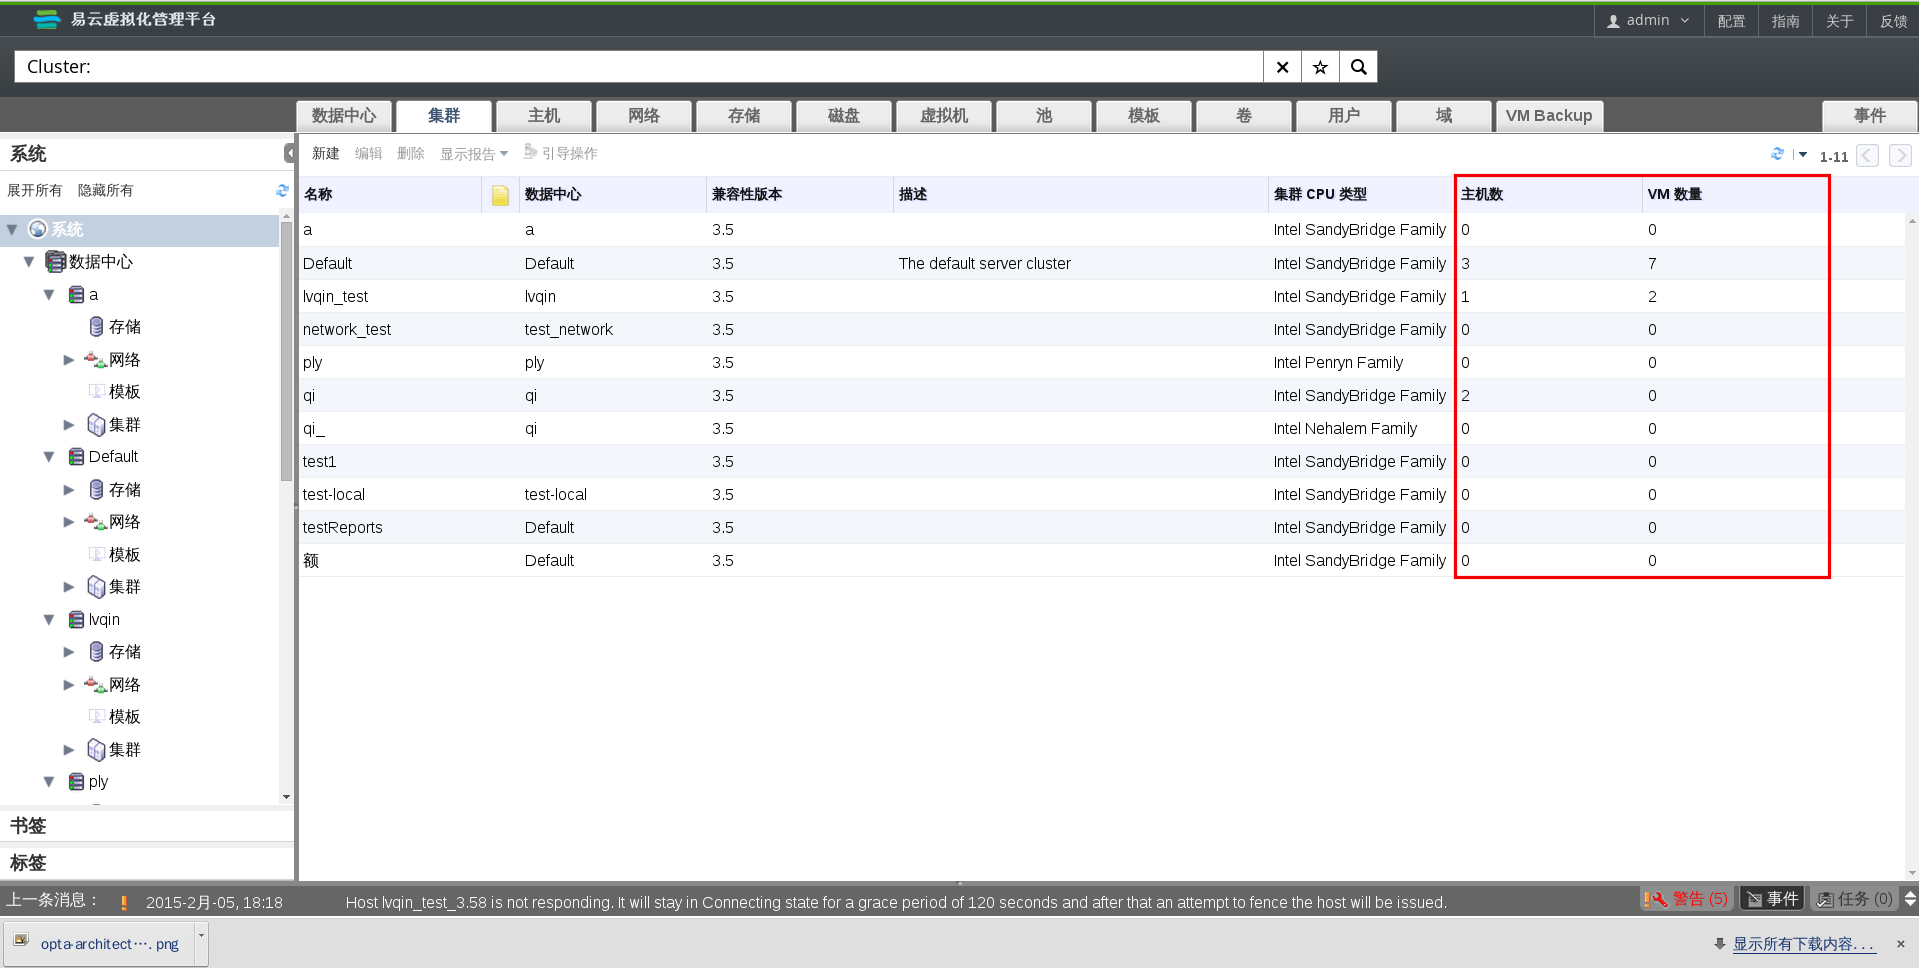 易云虚拟化管理平台
admin 配置 指南 关于 反馈
Cluster:
数据中心 集群 主机 网络 存储 磁盘 虚拟机 池 模板 卷 用户 域 VM Backup 事件
系统
新建 编辑 删除 显示报告 引导操作 1-11
展开所有 隐藏所有
名称 数据中心 兼容性版本 描述 集群 CPU 类型 主机数 VM 数量
a a 3.5 Intel SandyBridge Family 0 0
Default Default 3.5 The default server cluster Intel SandyBridge Family 3 7
lvqin_test lvqin 3.5 Intel SandyBridge Family 1 2
network_test test_network 3.5 Intel SandyBridge Family 0 0
ply ply 3.5 Intel Penryn Family 0 0
qi qi 3.5 Intel SandyBridge Family 2 0
qi_ qi 3.5 Intel Nehalem Family 0 0
test1 3.5 Intel SandyBridge Family 0 0
test-local test-local 3.5 Intel SandyBridge Family 0 0
testReports Default 3.5 Intel SandyBridge Family 0 0
额 Default 3.5 Intel SandyBridge Family 0 0
系统
数据中心
a
存储
网络
模板
集群
Default
存储
网络
模板
集群
lvqin
存储
网络
模板
集群
ply
书签
标签
上一条消息： 2015-2月-05, 18:18 Host lvqin_test_3.58 is not responding. It will stay in Connecting state for a grace period of 120 seconds and after that an attempt to fence the host will be issued. 警告 (5) 事件 任务 (0)
opta-architect….png 显示所有下载内容...